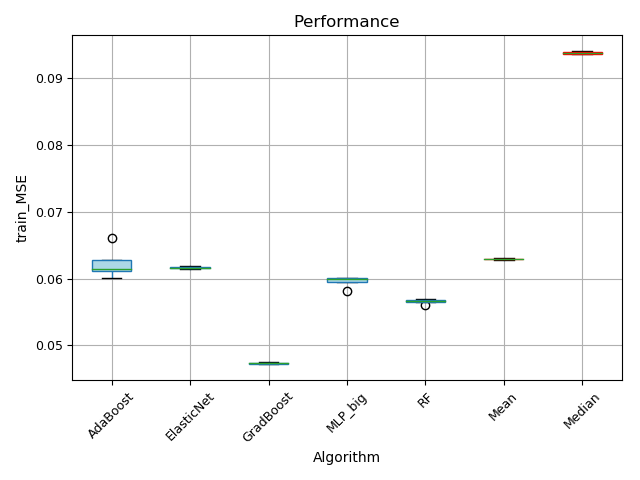 Performance
train_MSE
0.09
0.08
0.07
0.06
0.05
AdaBoost
ElasticNet
GradBoost
MLP_big
RF
Mean
Median
Algorithm